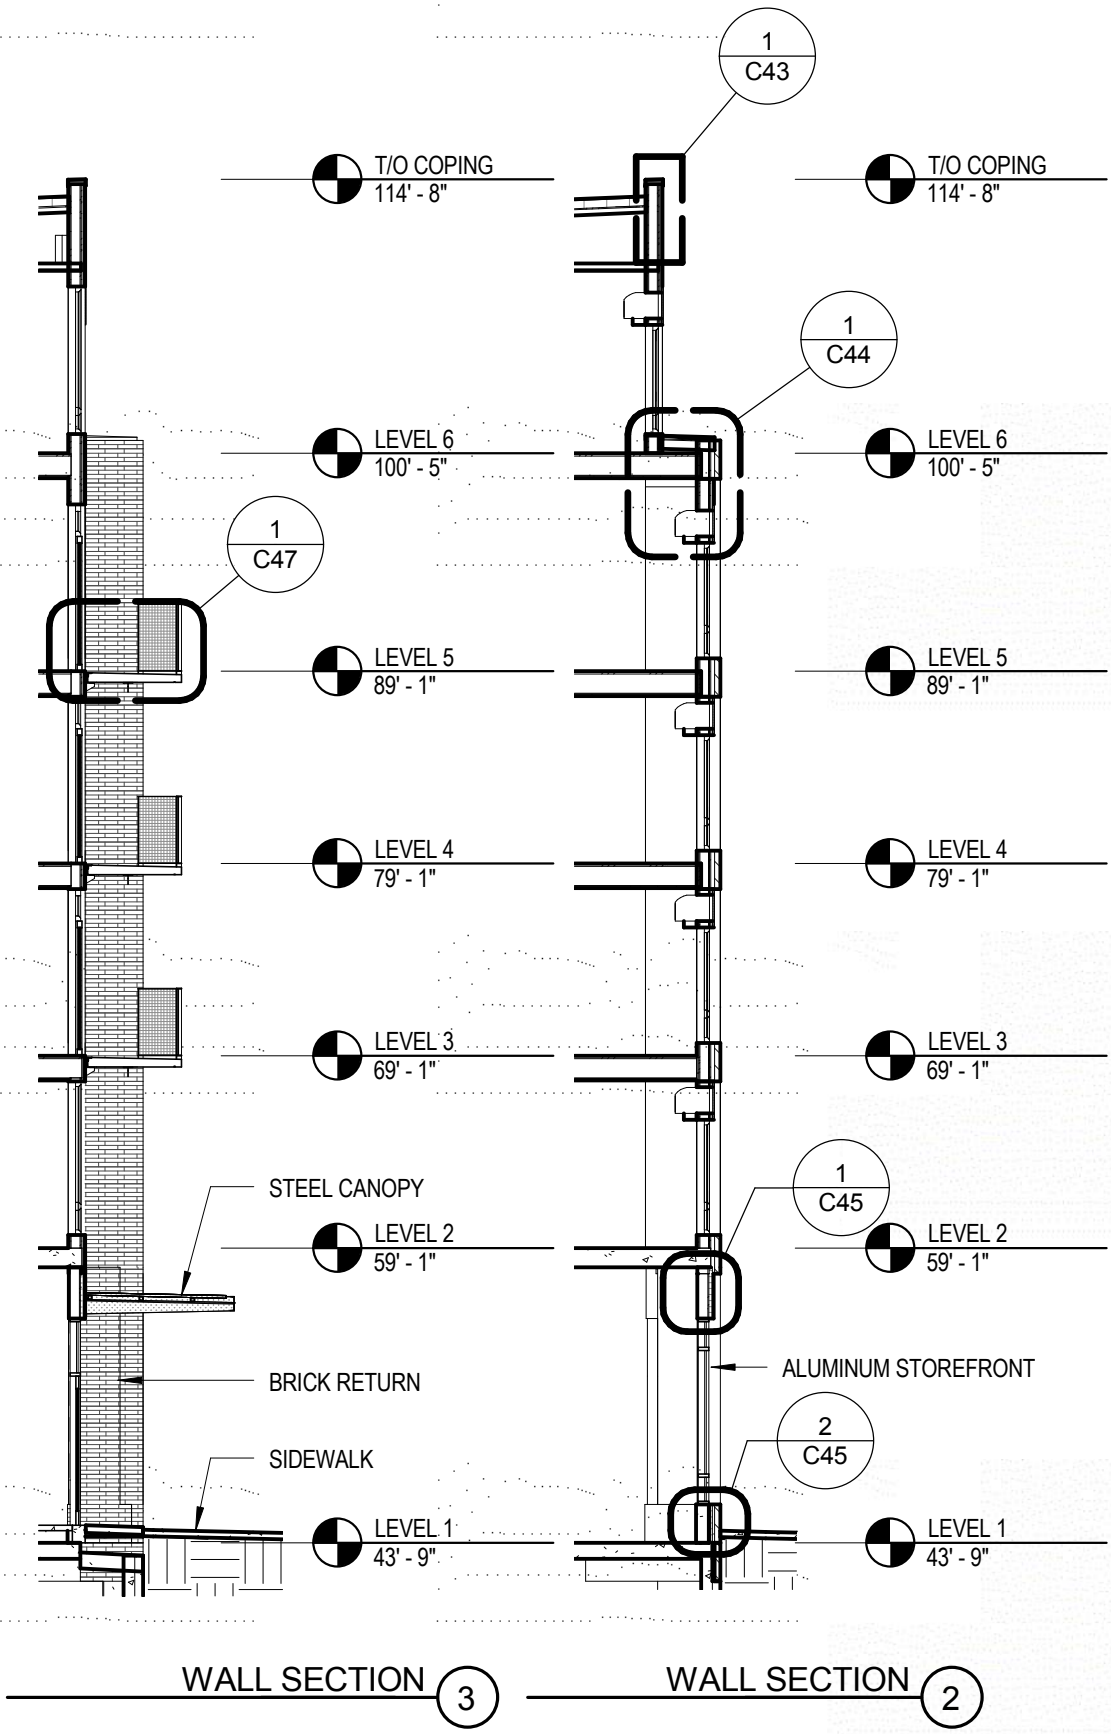 1
C43
T/O COPING
114' - 8"
T/O COPING
114' - 8"
1
C44
LEVEL 6
100' - 5"
LEVEL 6
100' - 5"
1
C47
LEVEL 5
89' - 1"
LEVEL 5
89' - 1"
LEVEL 4
79' - 1"
LEVEL 4
79' - 1"
LEVEL 3
69' - 1"
LEVEL 3
69' - 1"
STEEL CANOPY
1
C45
LEVEL 2
59' - 1"
LEVEL 2
59' - 1"
BRICK RETURN
ALUMINUM STOREFRONT
SIDEWALK
2
C45
LEVEL 1
43' - 9"
LEVEL 1
43' - 9"
WALL SECTION 3
WALL SECTION 2